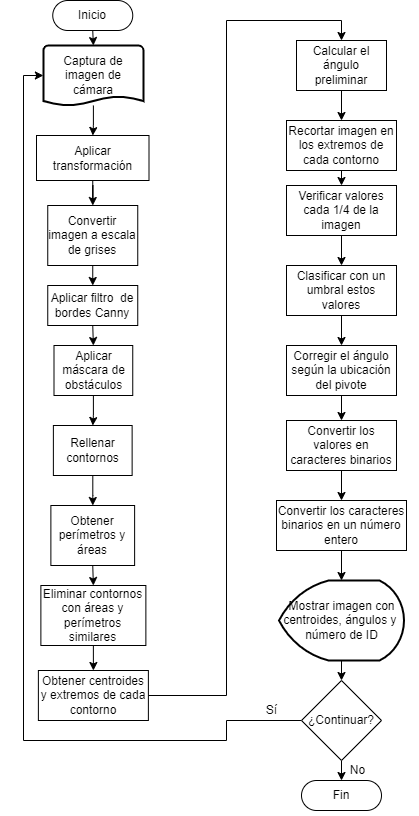 Inicio
Captura de
imagen de
cámara
Aplicar
transformación
Convertir
imagen a escala
de grises
Aplicar filtro de
bordes Canny
Aplicar
máscara de
obstáculos
Rellenar
contornos
Obtener
perímetros y
áreas
Eliminar contornos
con áreas y
perímetros
similares
Obtener centroides
y extremos de cada
contorno
Calcular el
ángulo
preliminar
Recortar imagen en
los extremos de
cada contorno
Verificar valores
cada 1/4 de la
imagen
Clasificar con un
umbral estos
valores
Corregir el ángulo
según la ubicación
del pivote
Convertir los
valores en
caracteres binarios
Convertir los caracteres
binarios en un número
entero
Mostrar imagen con
centroides, ángulos y
número de ID
¿Continuar?
Sí
No
Fin